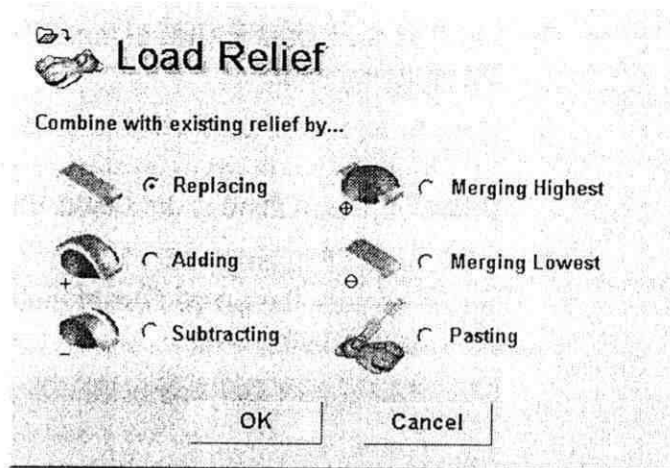 Load Relief
Combine with existing relief by...
Replacing
Merging Highest
Adding
Merging Lowest
Subtracting
Pasting
OK
Cancel